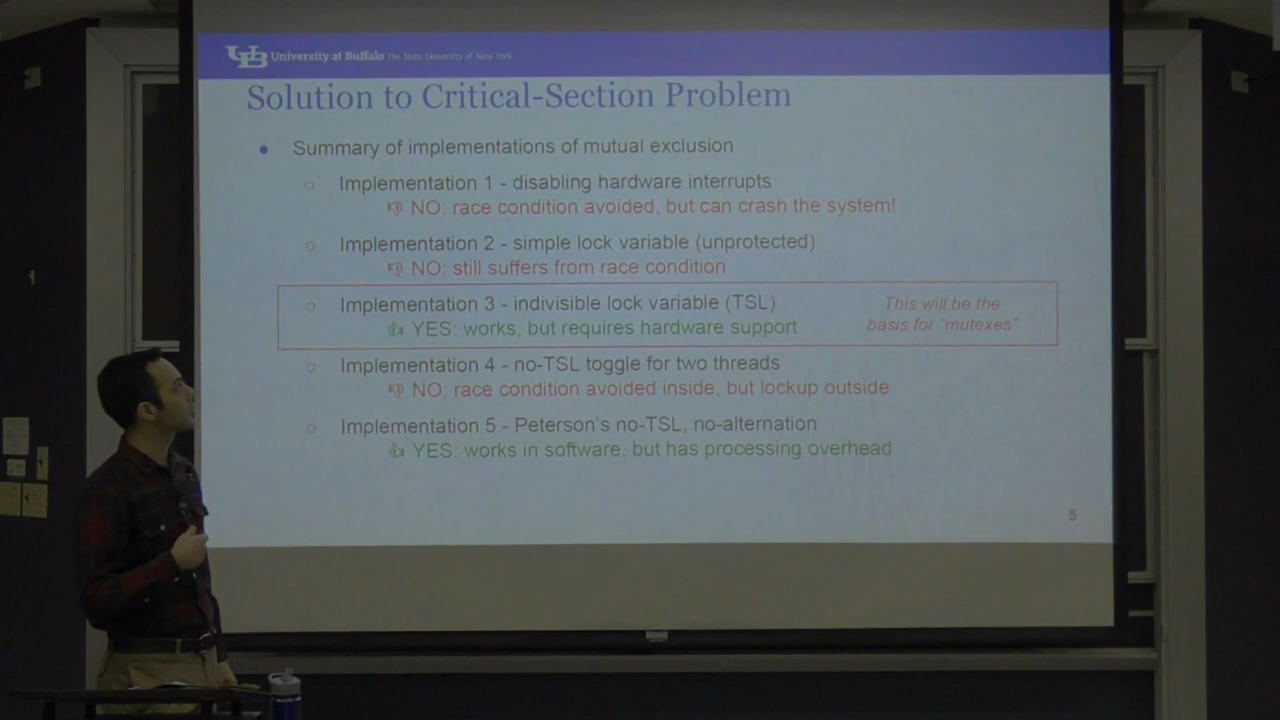 University at Buffalo The State University of New York
Solution to Critical-Section Problem
Summary of implementations of mutual exclusion
Implementation 1 - disabling hardware interrupts
NO: race condition avoided, but can crash the system!
Implementation 2 - simple lock variable (unprotected)
NO: still suffers from race condition
Implementation 3 - indivisible lock variable (TSL)
YES: works, but requires hardware support
This will be the
basis for "mutexes"
Implementation 4 - no-TSL toggle for two threads
NO: race condition avoided inside, but lockup outside
Implementation 5 - Peterson's no-TSL, no-alternation
YES: works in software, but has processing overhead
5